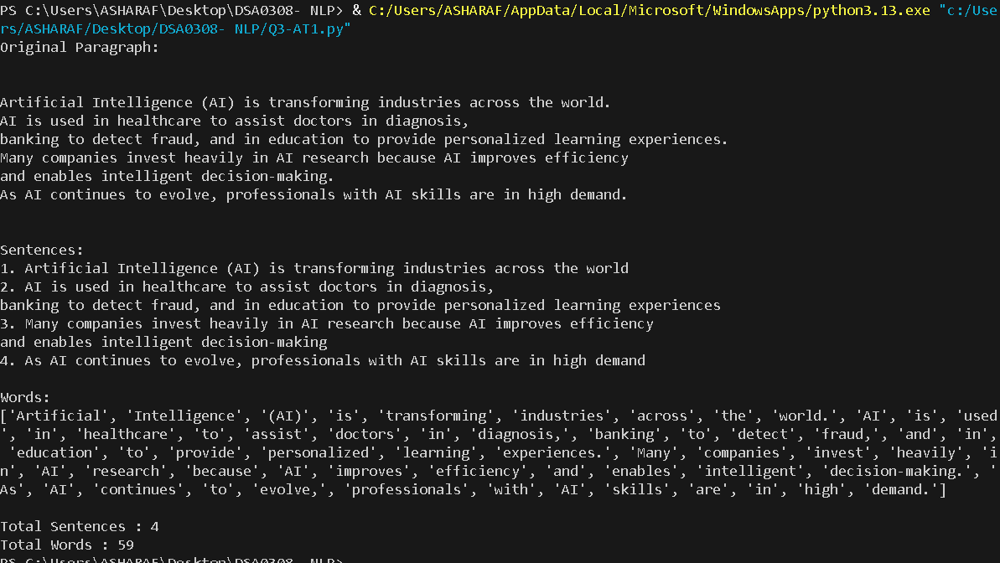 PS C:\Users\ASHARAF\Desktop\DSA0308- NLP> & C:/Users/ASHARAF/AppData/Local/Microsoft/WindowsApps/python3.13.exe "c:/Use
rs/ASHARAF/Desktop/DSA0308- NLP/Q3-AT1.py"
Original Paragraph:
Artificial Intelligence (AI) is transforming industries across the world.
AI is used in healthcare to assist doctors in diagnosis,
banking to detect fraud, and in education to provide personalized learning experiences.
Many companies invest heavily in AI research because AI improves efficiency
and enables intelligent decision-making.
As AI continues to evolve, professionals with AI skills are in high demand.
Sentences:
1. Artificial Intelligence (AI) is transforming industries across the world
2. AI is used in healthcare to assist doctors in diagnosis,
banking to detect fraud, and in education to provide personalized learning experiences
3. Many companies invest heavily in AI research because AI improves efficiency
and enables intelligent decision-making
4. As AI continues to evolve, professionals with AI skills are in high demand
Words:
['Artificial', 'Intelligence', '(AI)', 'is', 'transforming', 'industries', 'across', 'the', 'world.', 'AI', 'is', 'used
', 'in', 'healthcare', 'to', 'assist', 'doctors', 'in', 'diagnosis,', 'banking', 'to', 'detect', 'fraud,', 'and', 'in',
'education', 'to', 'provide', 'personalized', 'learning', 'experiences.', 'Many', 'companies', 'invest', 'heavily', 'i
n', 'AI', 'research', 'because', 'AI', 'improves', 'efficiency', 'and', 'enables', 'intelligent', 'decision-making.', '
As', 'AI', 'continues', 'to', 'evolve,', 'professionals', 'with', 'AI', 'skills', 'are', 'in', 'high', 'demand.']
Total Sentences : 4
Total Words : 59
PS C:\Users\ASHARAF\Desktop\DSA0308- NLP>